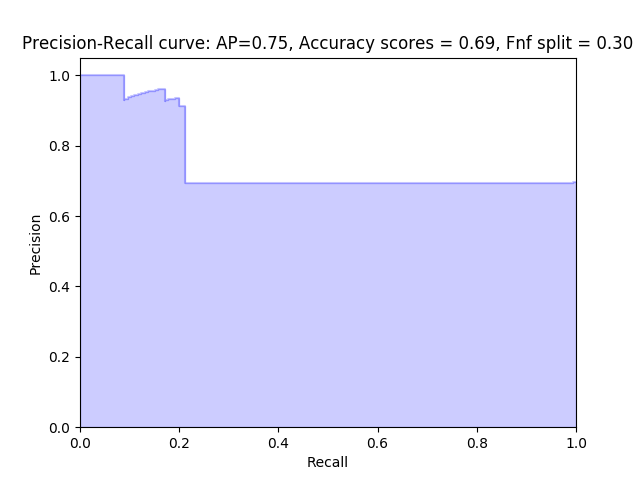 Precision-Recall curve: AP=0.75, Accuracy scores = 0.69, Fnf split = 0.30
1.0
0.8
0.6
0.4
0.2
0.0
Precision
0.0 0.2 0.4 0.6 0.8 1.0
Recall